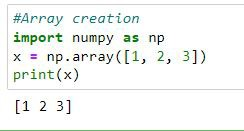 #Array creation
import numpy as np
x = np.array([1, 2, 3])
print(x)
[1 2 3]